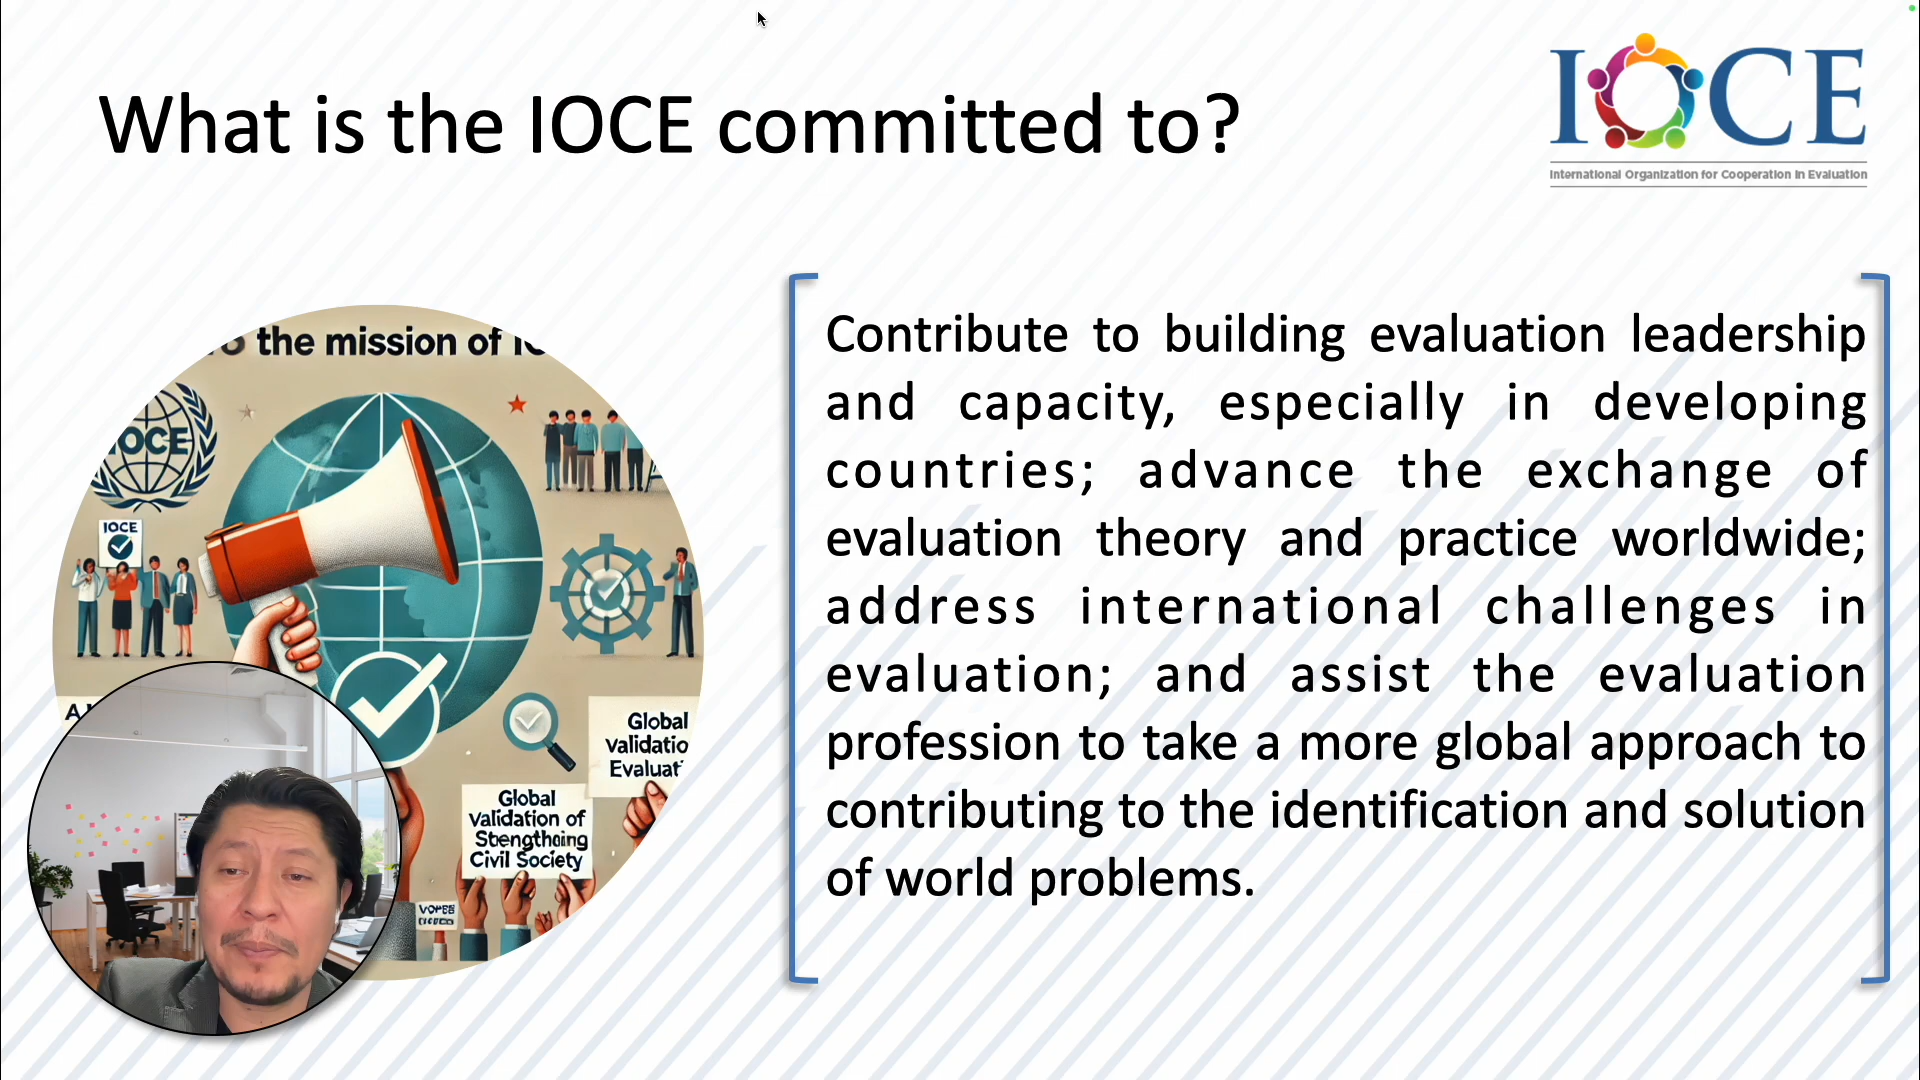 What is the IOCE committed to?
IOCE
International Organization for Cooperation in Evaluation
the mission of
IOCE
IOCE
Global
validatio
Evaluat
Global
validation of
Stengthoing
Civil Society
Contribute to building evaluation leadership
and capacity, especially in developing
countries; advance the exchange of
evaluation theory and practice worldwide;
address international challenges in
evaluation; and assist the evaluation
profession to take a more global approach to
contributing to the identification and solution
of world problems.